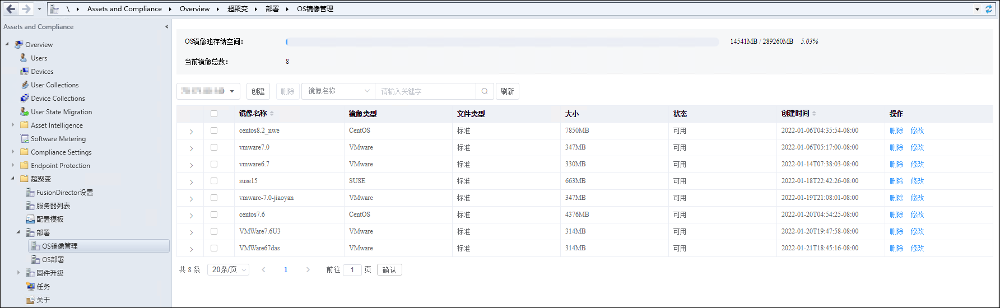 \ Assets and Compliance Overview 超聚变 部署 OS镜像管理
Assets and Compliance
Overview
Users
Devices
User Collections
Device Collections
User State Migration
Asset Intelligence
Software Metering
Compliance Settings
Endpoint Protection
超聚变
FusionDirector设置
服务器列表
配置模板
部署
OS镜像管理
OS部署
固件升级
任务
关于
OS镜像池存储空间： 14541MB / 289260MB 5.03%
当前镜像总数： 8
创建 删除 镜像名称 请输入关键字 刷新
镜像名称 镜像类型 文件类型 大小 状态 创建时间 操作
centos8.2_nwe CentOS 标准 7850MB 可用 2022-01-06T04:35:54-08:00 删除 修改
vmware7.0 VMware 标准 347MB 可用 2022-01-06T05:17:00-08:00 删除 修改
vmware6.7 VMware 标准 330MB 可用 2022-01-14T07:38:03-08:00 删除 修改
suse15 SUSE 标准 663MB 可用 2022-01-18T22:42:26-08:00 删除 修改
vmware-7.0-jiaoyan VMware 标准 347MB 可用 2022-01-19T21:08:01-08:00 删除 修改
centos7.6 CentOS 标准 4376MB 可用 2022-01-20T04:54:25-08:00 删除 修改
VMWare7.6U3 VMware 标准 314MB 可用 2022-01-20T19:47:58-08:00 删除 修改
VMWare67das VMware 标准 314MB 可用 2022-01-21T18:45:16-08:00 删除 修改
共 8 条 20条/页 1 前往 1 页 确认